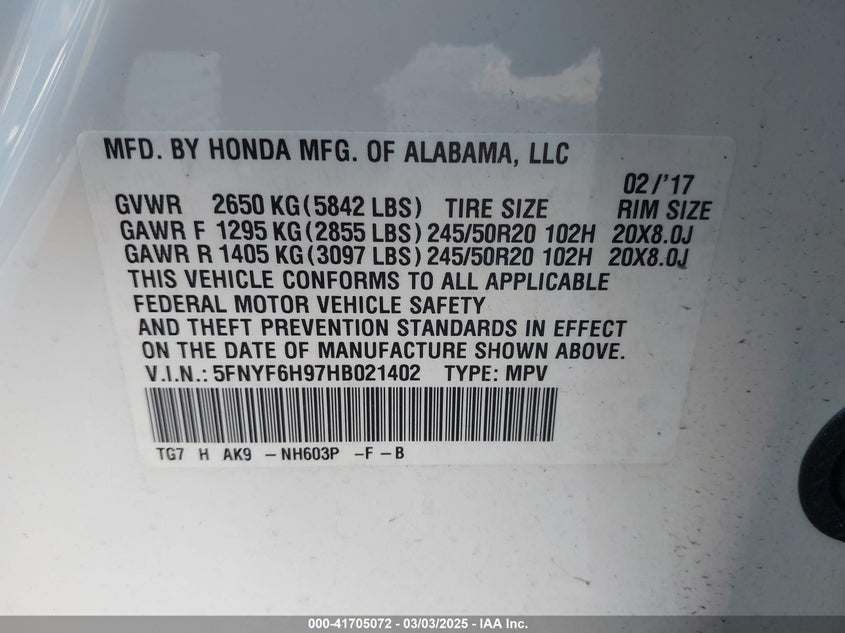 MFD. BY HONDA MFG. OF ALABAMA, LLC
02/'17
GVWR 2650 KG(5842 LBS) TIRE SIZE RIM SIZE
GAWR F 1295 KG(2855 LBS) 245/50R20 102H 20X8.0J
GAWR R 1405 KG(3097 LBS) 245/50R20 102H 20X8.0J
THIS VEHICLE CONFORMS TO ALL APPLICABLE
FEDERAL MOTOR VEHICLE SAFETY
AND THEFT PREVENTION STANDARDS IN EFFECT
ON THE DATE OF MANUFACTURE SHOWN ABOVE.
V.I.N.: 5FNYF6H97HB021402 TYPE: MPV
TG7 H AK9 -NH603P -F-B
000-41705072 - 03/03/2025 - IAA Inc.